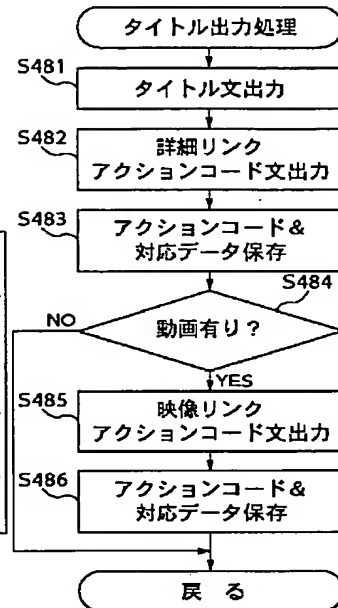 タイトル出力処理
S481
タイトル文出力
S482
詳細リンク
アクションコード文出力
S483
アクションコード&
対応データ保存
S484
動画有り?
NO
YES
S485
映像リンク
アクションコード文出力
S486
アクションコード&
対応データ保存
戻る